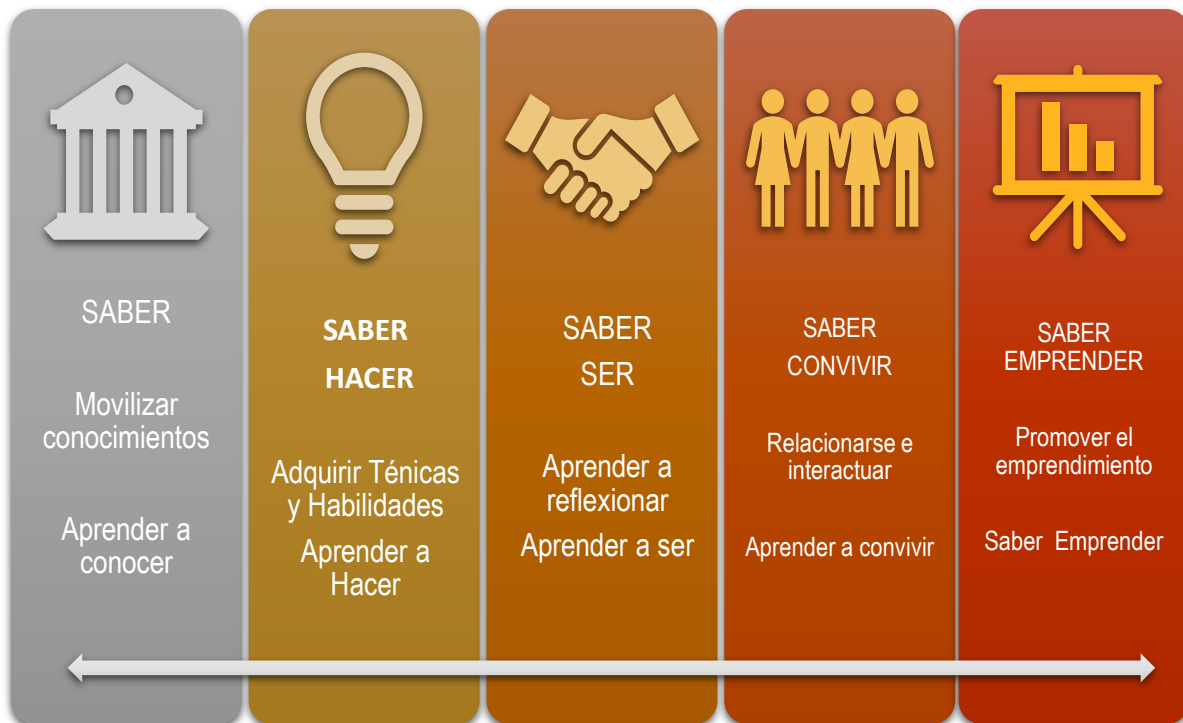 SABER
Movilizar
conocimientos
Aprender a
conocer
SABER
HACER
Adquirir Ténicas
y Habilidades
Aprender a
Hacer
SABER
SER
Aprender a
reflexionar
Aprender a ser
SABER
CONVIVIR
Relacionarse e
interactuar
Aprender a convivir
SABER
EMPRENDER
Promover el
emprendimiento
Saber Emprender